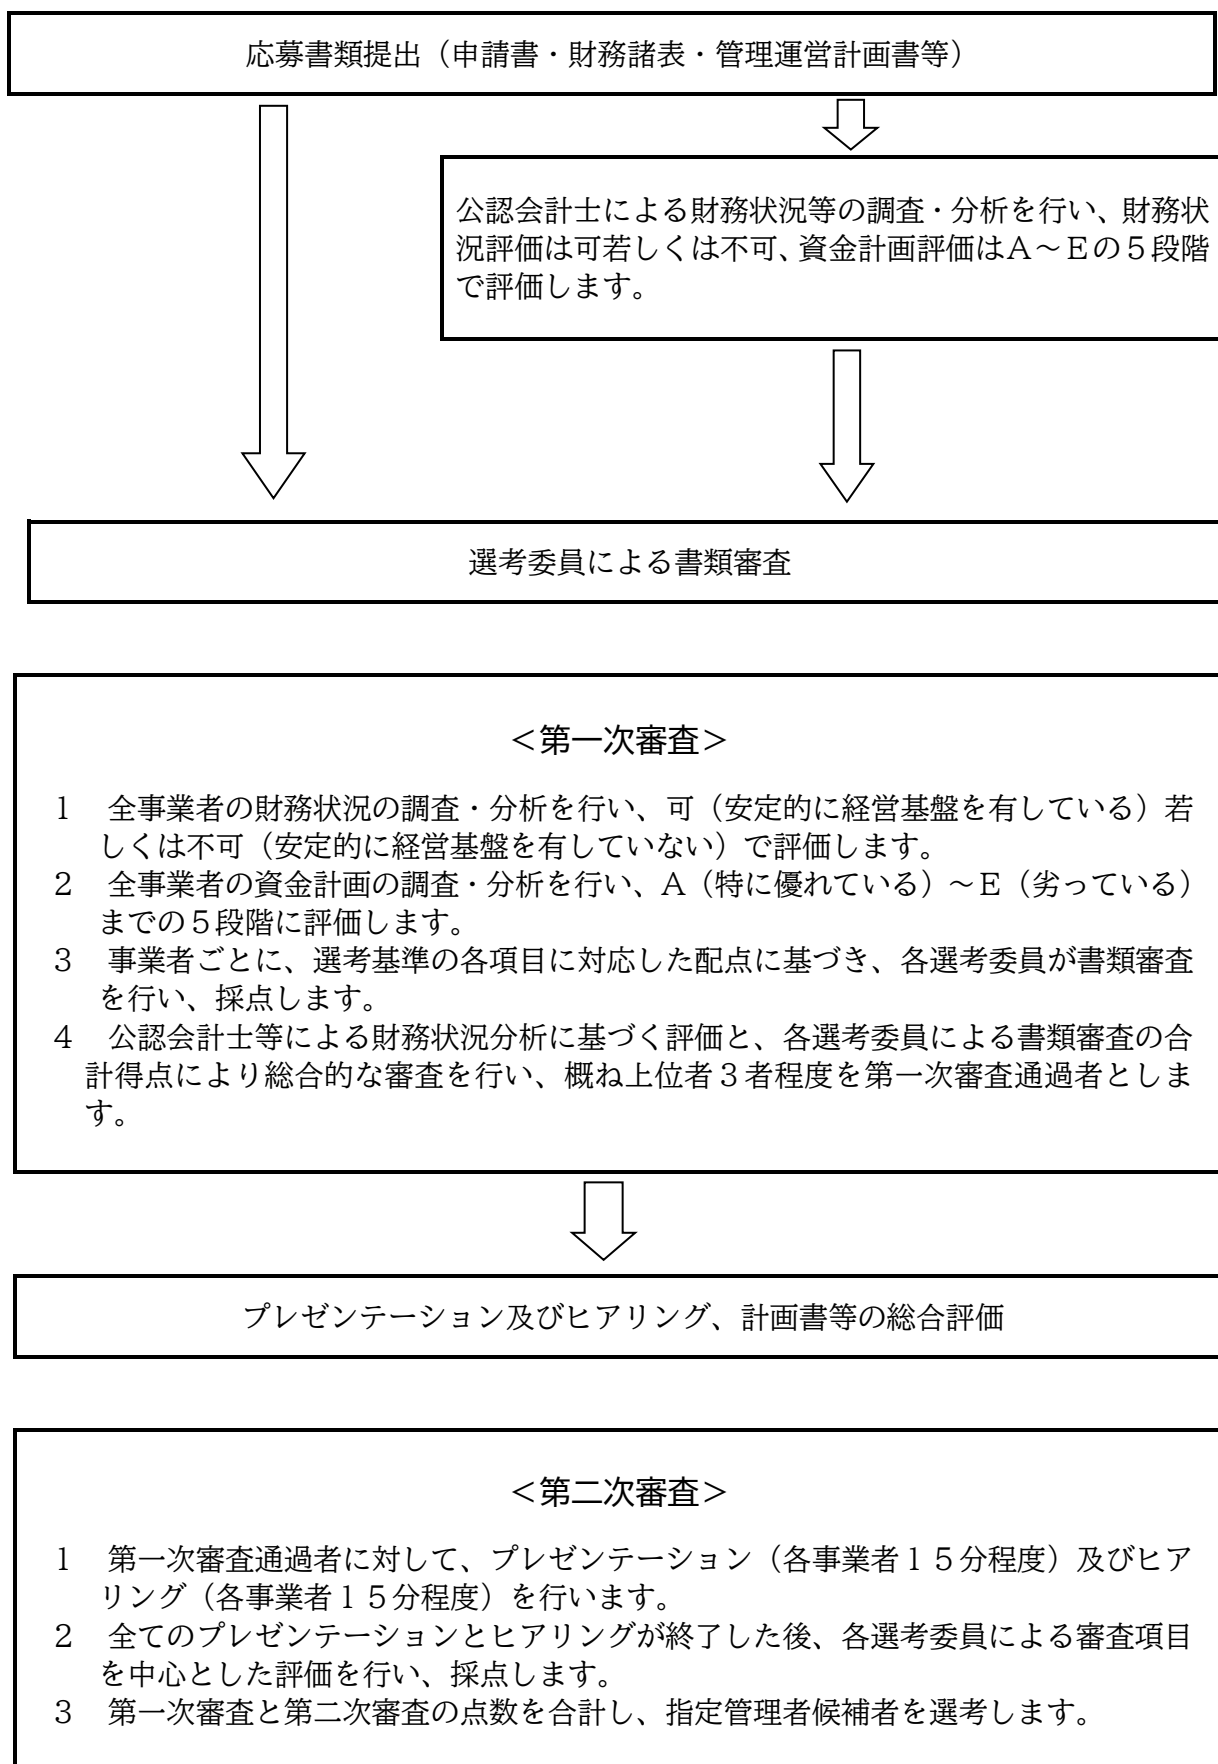 応募書類提出（申請書・財務諸表・管理運営計画書等）
公認会計士による財務状況等の調査・分析を行い、財務状
況評価は可若しくは不可、資金計画評価はＡ～Ｅの５段階
で評価します。
選考委員による書類審査
＜第一次審査＞
１　全事業者の財務状況の調査・分析を行い、可（安定的に経営基盤を有している）若
しくは不可（安定的に経営基盤を有していない）で評価します。
２　全事業者の資金計画の調査・分析を行い、Ａ（特に優れている）～Ｅ（劣っている）
までの５段階に評価します。
３　事業者ごとに、選考基準の各項目に対応した配点に基づき、各選考委員が書類審査
を行い、採点します。
４　公認会計士等による財務状況分析に基づく評価と、各選考委員による書類審査の合
計得点により総合的な審査を行い、概ね上位者３者程度を第一次審査通過者としま
す。
プレゼンテーション及びヒアリング、計画書等の総合評価
＜第二次審査＞
１　第一次審査通過者に対して、プレゼンテーション（各事業者１５分程度）及びヒア
リング（各事業者１５分程度）を行います。
２　全てのプレゼンテーションとヒアリングが終了した後、各選考委員による審査項目
を中心とした評価を行い、採点します。
３　第一次審査と第二次審査の点数を合計し、指定管理者候補者を選考します。